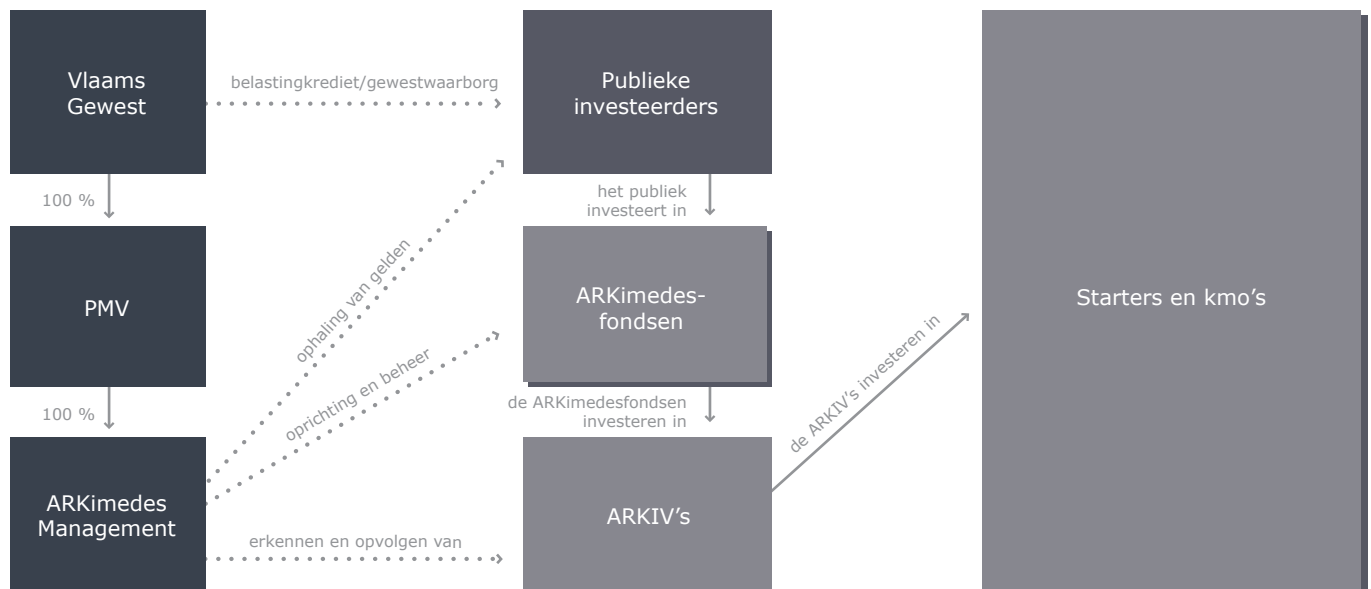 Vlaams
Gewest
belastingkrediet/gewestwaarborg
Publieke
investeerders
100 %
het publiek
investeert in
PMV
ophaling van gelden
ARKimedes-
fondsen
Starters en kmo’s
oprichting en beheer
100 %
de ARKimedesfondsen
investeren in
de ARKIV’s investeren in
ARKimedes
Management
erkennen en opvolgen van
ARKIV’s